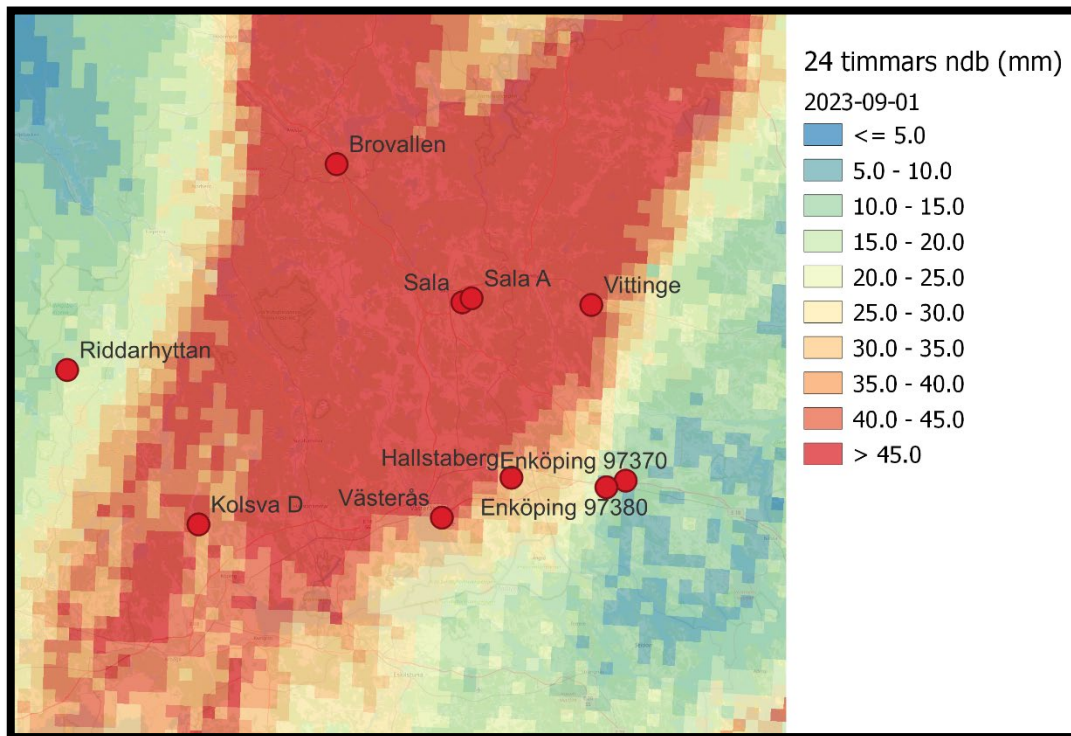 24 timmars ndb (mm)
2023-09-01
<= 5.0
5.0 - 10.0
10.0 - 15.0
15.0 - 20.0
20.0 - 25.0
25.0 - 30.0
30.0 - 35.0
35.0 - 40.0
40.0 - 45.0
> 45.0
Brovallen
Sala
Sala A
Vittinge
Riddarhyttan
Hallstaberg
Enköping 97370
Kolsva D
Västerås
Enköping 97380